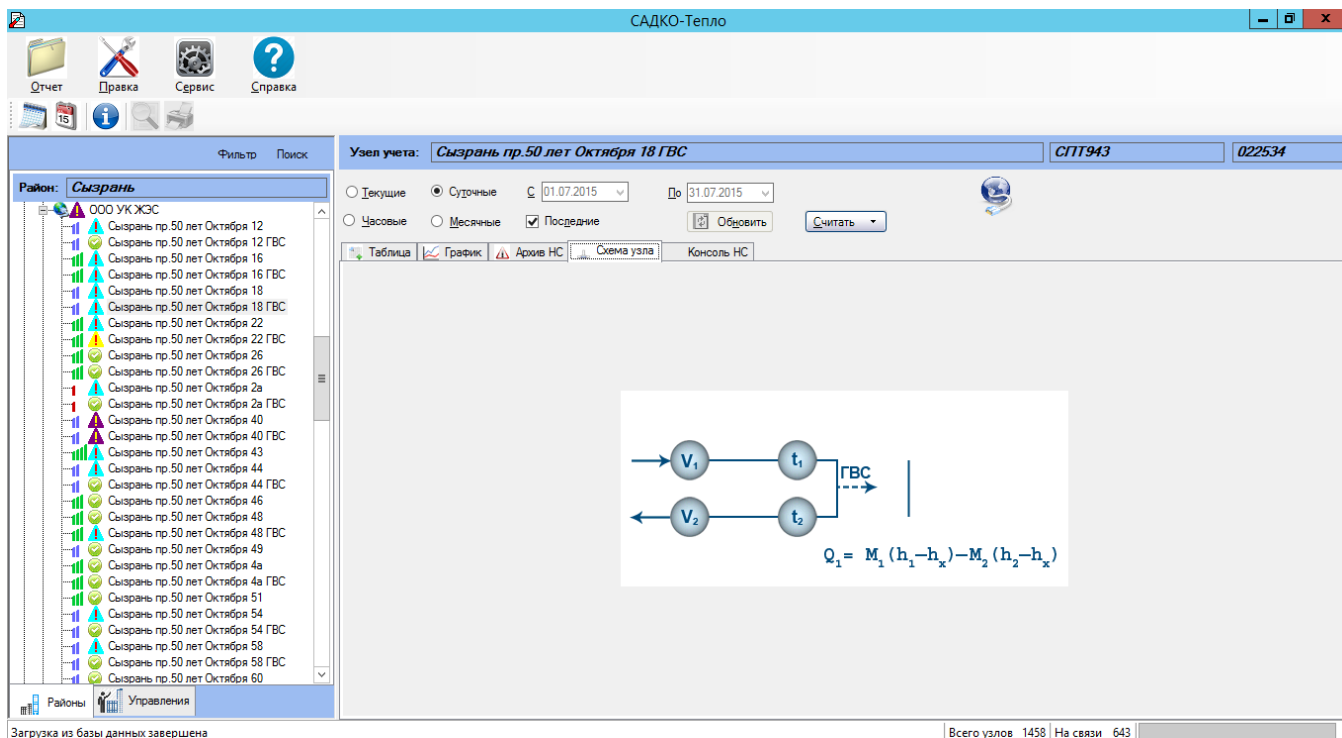 САДКО-Тепло
Отчет Правка Сервис Справка
15
Фильтр Поиск
Район: Сызрань
ООО УК ЖЭС
Сызрань пр.50 лет Октября 12
Сызрань пр.50 лет Октября 12 ГВС
Сызрань пр.50 лет Октября 16
Сызрань пр.50 лет Октября 16 ГВС
Сызрань пр.50 лет Октября 18
Сызрань пр.50 лет Октября 18 ГВС
Сызрань пр.50 лет Октября 22
Сызрань пр.50 лет Октября 22 ГВС
Сызрань пр.50 лет Октября 26
Сызрань пр.50 лет Октября 26 ГВС
Сызрань пр.50 лет Октября 2а
Сызрань пр.50 лет Октября 2а ГВС
Сызрань пр.50 лет Октября 40
Сызрань пр.50 лет Октября 40 ГВС
Сызрань пр.50 лет Октября 43
Сызрань пр.50 лет Октября 44
Сызрань пр.50 лет Октября 44 ГВС
Сызрань пр.50 лет Октября 46
Сызрань пр.50 лет Октября 48
Сызрань пр.50 лет Октября 48 ГВС
Сызрань пр.50 лет Октября 49
Сызрань пр.50 лет Октября 4а
Сызрань пр.50 лет Октября 4а ГВС
Сызрань пр.50 лет Октября 51
Сызрань пр.50 лет Октября 54
Сызрань пр.50 лет Октября 54 ГВС
Сызрань пр.50 лет Октября 58
Сызрань пр.50 лет Октября 58 ГВС
Сызрань пр.50 лет Октября 60
Районы Управления
Узел учета: Сызрань пр.50 лет Октября 18 ГВС СПТ943 022534
Текущие Суточные С 01.07.2015 По 31.07.2015
Часовые Месячные Последние Обновить Считать
Таблица График Архив НС Схема узла Консоль НС
V₁ t₁
ГВС
V₂ t₂
Q₁= M₁(h₁–hₓ)–M₂(h₂–hₓ)
Загрузка из базы данных завершена Всего узлов 1458 На связи 643